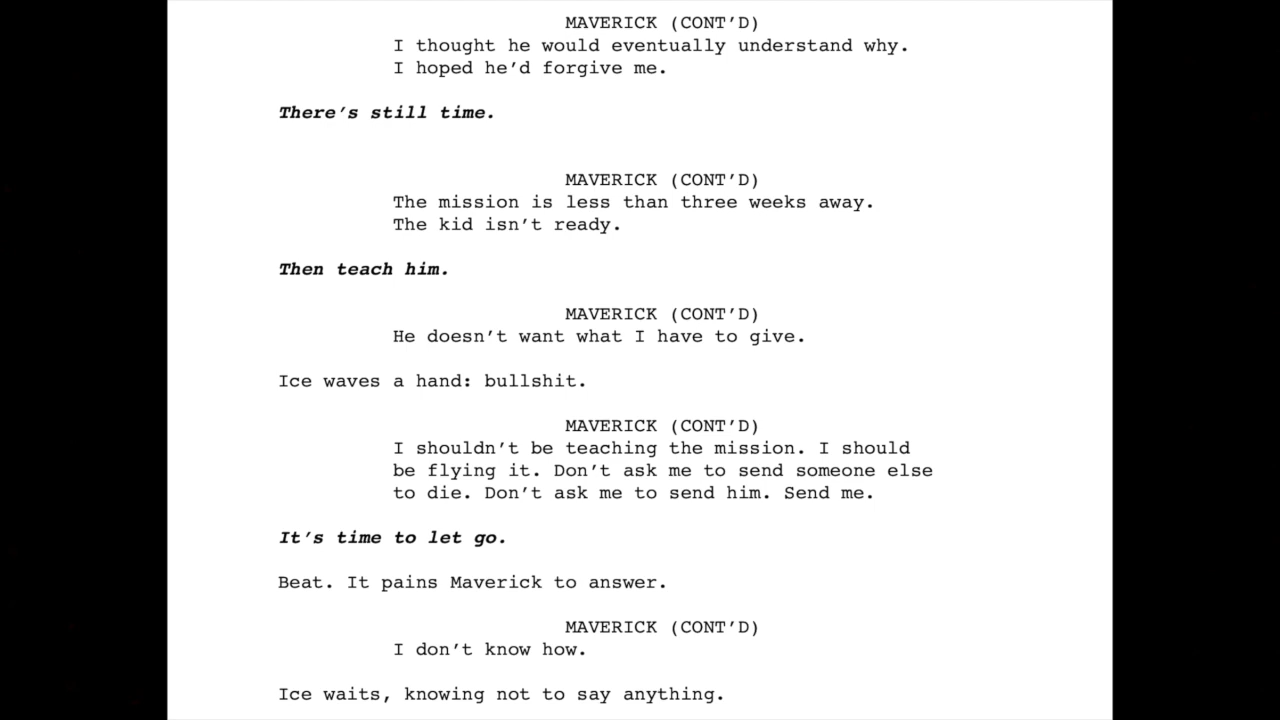 MAVERICK (CONT'D)
I thought he would eventually understand why.
I hoped he'd forgive me.
There's still time.
MAVERICK (CONT'D)
The mission is less than three weeks away.
The kid isn't ready.
Then teach him.
MAVERICK (CONT'D)
He doesn't want what I have to give.
Ice waves a hand: bullshit.
MAVERICK (CONT'D)
I shouldn't be teaching the mission. I should
be flying it. Don't ask me to send someone else
to die. Don't ask me to send him. Send me.
It's time to let go.
Beat. It pains Maverick to answer.
MAVERICK (CONT'D)
I don't know how.
Ice waits, knowing not to say anything.